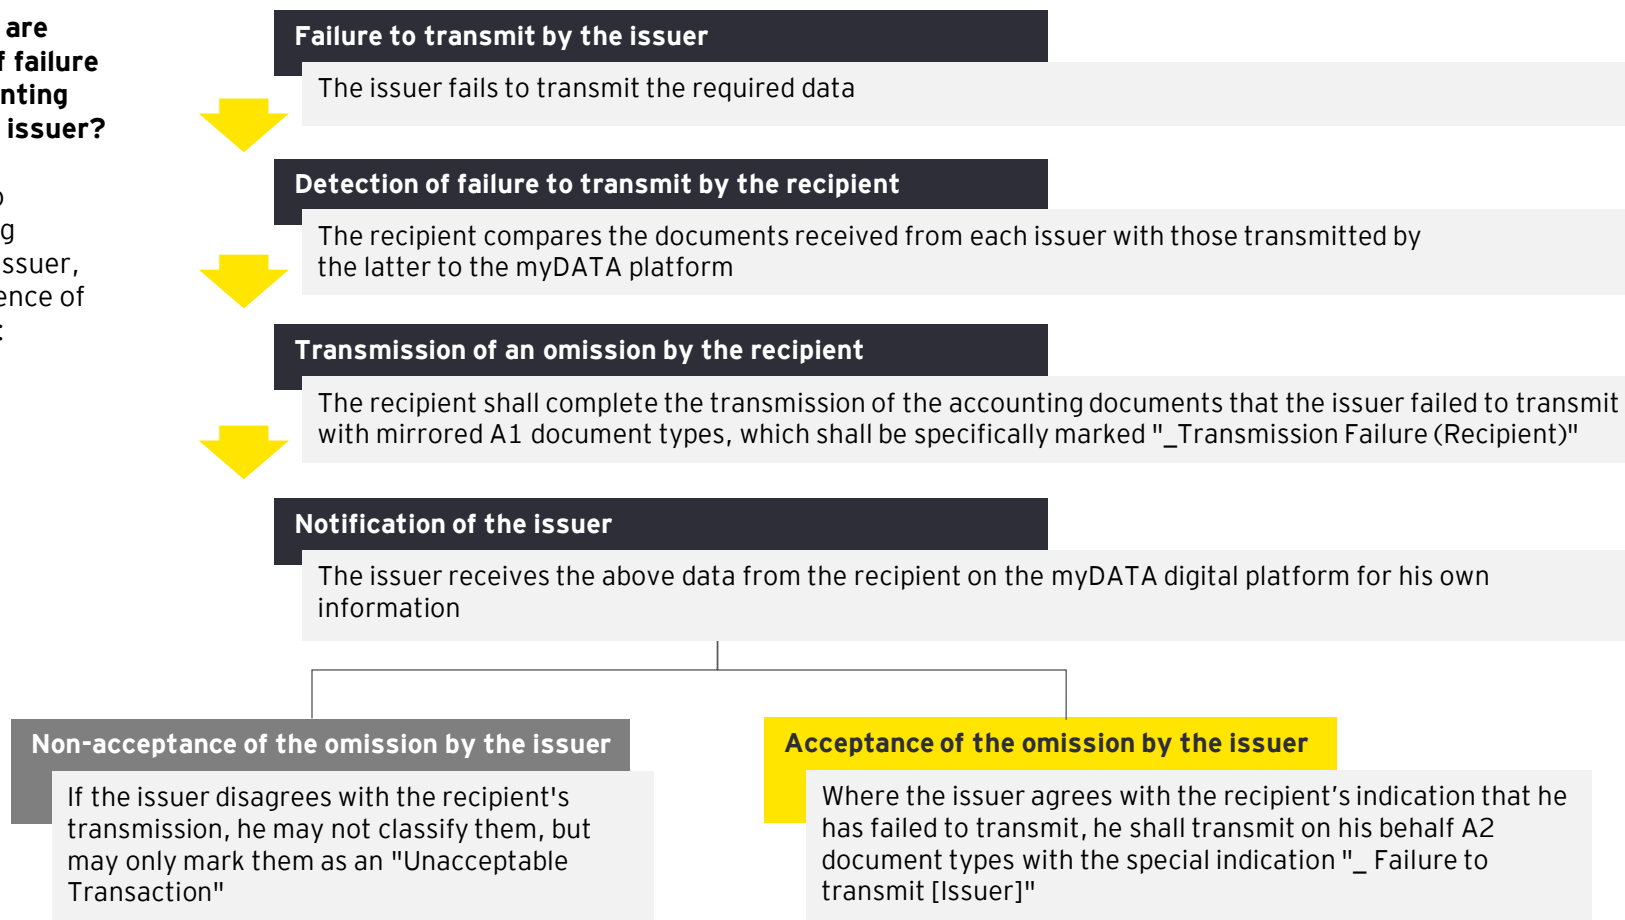 are
f failure
nting
issuer?
g
ssuer,
ence of
:
Failure to transmit by the issuer
The issuer fails to transmit the required data
Detection of failure to transmit by the recipient
The recipient compares the documents received from each issuer with those transmitted by
the latter to the myDATA platform
Transmission of an omission by the recipient
The recipient shall complete the transmission of the accounting documents that the issuer failed to transmit
with mirrored A1 document types, which shall be specifically marked "_Transmission Failure (Recipient)"
Notification of the issuer
The issuer receives the above data from the recipient on the myDATA digital platform for his own
information
Non-acceptance of the omission by the issuer
If the issuer disagrees with the recipient's
transmission, he may not classify them, but
may only mark them as an "Unacceptable
Transaction"
Acceptance of the omission by the issuer
Where the issuer agrees with the recipient’s indication that he
has failed to transmit, he shall transmit on his behalf A2
document types with the special indication "_ Failure to
transmit [Issuer]"